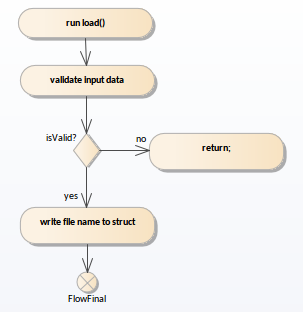 run load()
validate input data
isValid?
no
return;
yes
write file name to struct
FlowFinal